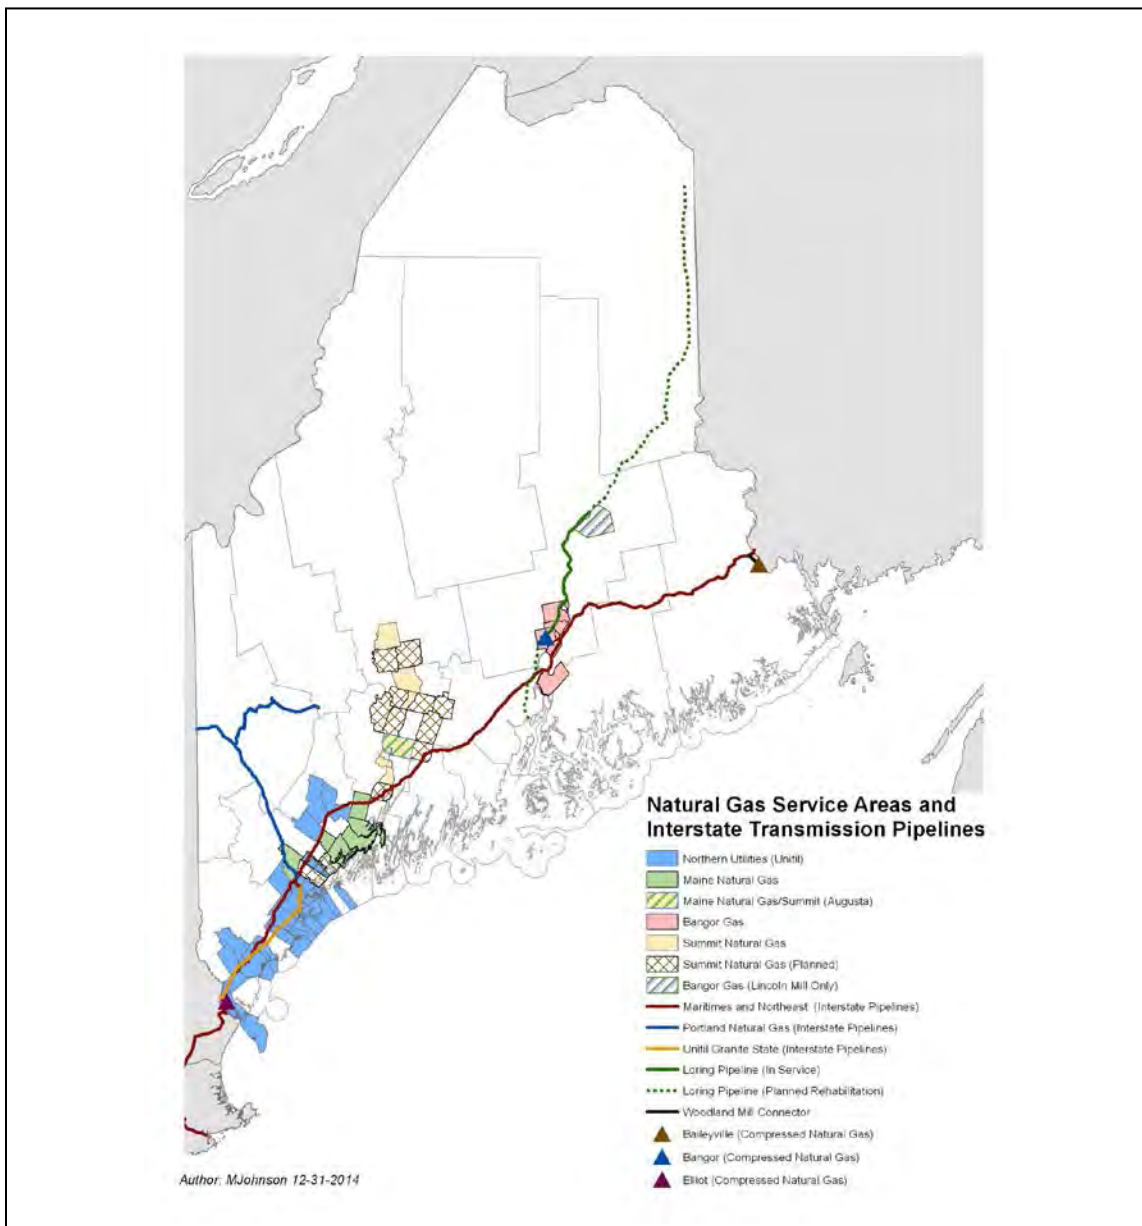 Natural Gas Service Areas and
Interstate Transmission Pipelines
Northern Utilities (Unitil)
Maine Natural Gas
Maine Natural Gas/Summit (Augusta)
Bangor Gas
Summit Natural Gas
Summit Natural Gas (Planned)
Bangor Gas (Lincoln Mill Only)
Maritimes and Northeast (Interstate Pipelines)
Portland Natural Gas (Interstate Pipelines)
Unitil Granite State (Interstate Pipelines)
Loring Pipeline (In Service)
Loring Pipeline (Planned Rehabilitation)
Woodland Mill Connector
Baileyville (Compressed Natural Gas)
Bangor (Compressed Natural Gas)
Elliot (Compressed Natural Gas)
Author: MJohnson 12-31-2014